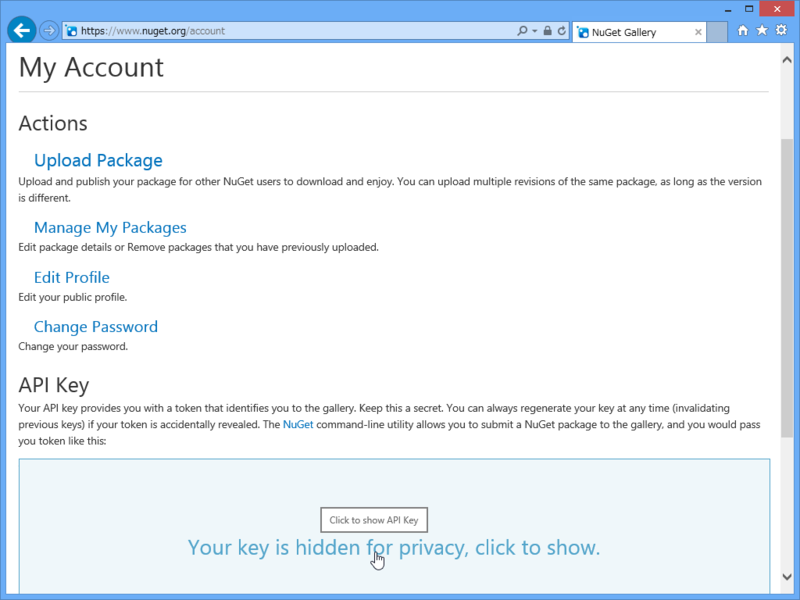 https://www.nuget.org/account
NuGet Gallery
My Account
Actions
Upload Package
Upload and publish your package for other NuGet users to download and enjoy. You can upload multiple revisions of the same package, as long as the version
is different.
Manage My Packages
Edit package details or Remove packages that you have previously uploaded.
Edit Profile
Edit your public profile.
Change Password
Change your password.
API Key
Your API key provides you with a token that identifies you to the gallery. Keep this a secret. You can always regenerate your key at any time (invalidating
previous keys) if your token is accidentally revealed. The NuGet command-line utility allows you to submit a NuGet package to the gallery, and you would pass
you token like this:
Click to show API Key
Your key is hidden for privacy, click to show.